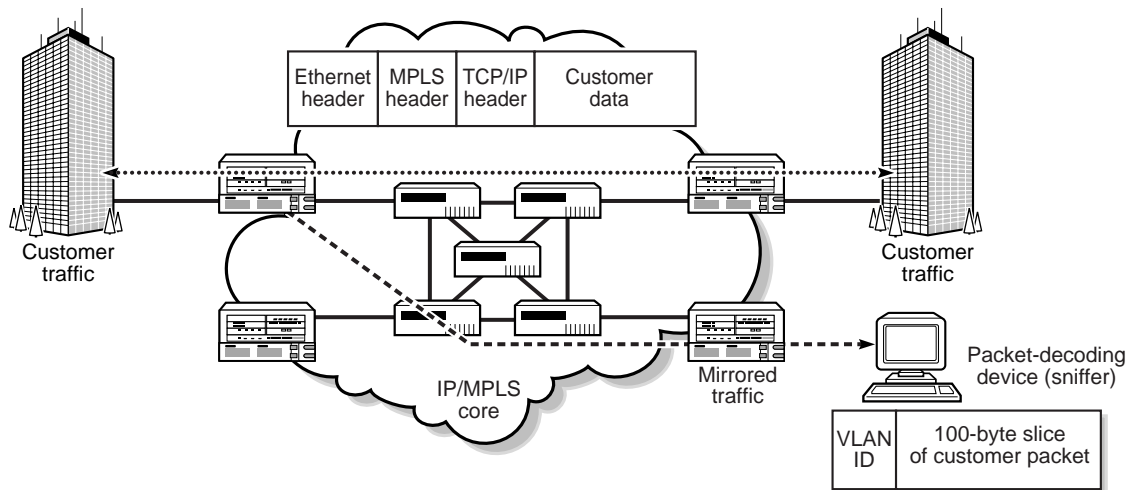 Ethernet
header
MPLS
header
TCP/IP
header
Customer
data
Customer
traffic
Customer
traffic
IP/MPLS
core
Mirrored
traffic
Packet-decoding
device (sniffer)
VLAN
ID
100-byte slice
of customer packet